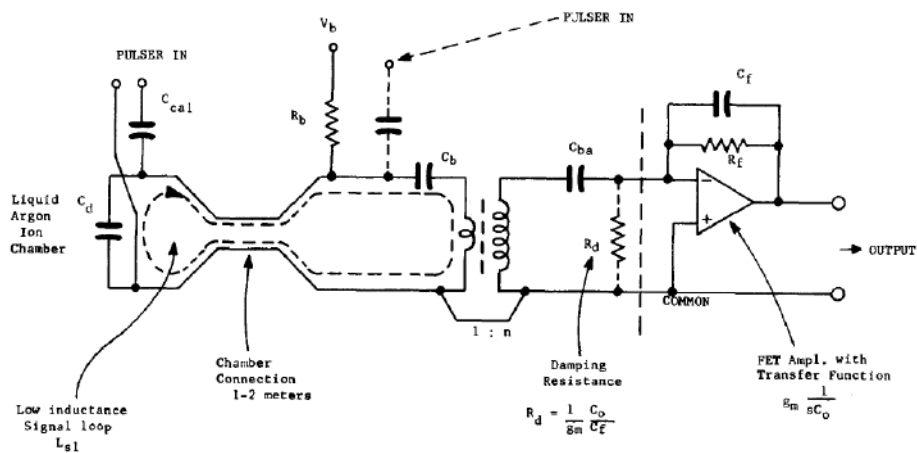 PULSER IN
V_b
PULSER IN
C_cal
R_b
C_f
R_f
C_b
C_ba
Liquid
Argon
Ion
Chamber
C_d
R_d
−
+
OUTPUT
COMMON
1 : n
Chamber
Connection
1-2 meters
Damping
Resistance
R_d = 1/gm C_o/C_f
FET Ampl. with
Transfer Function
g_m 1/sC_o
Low inductance
Signal loop
L_sl